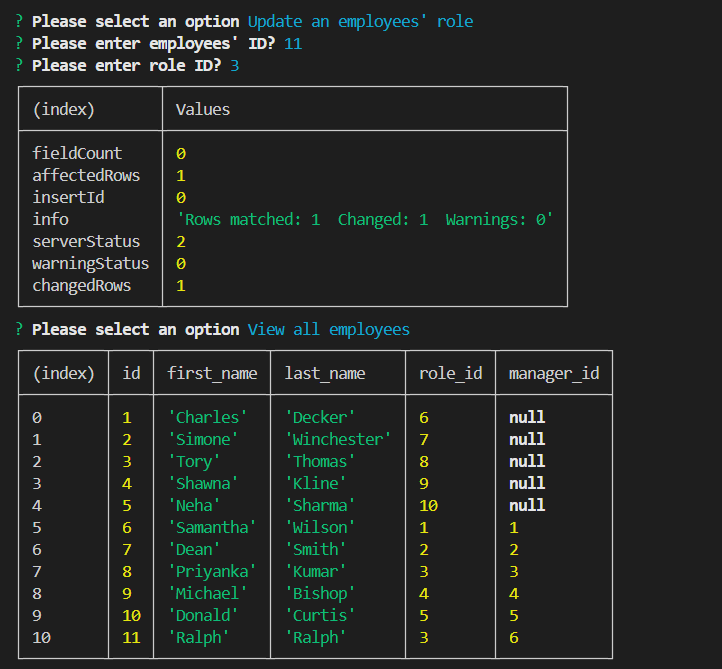 ? Please select an option Update an employees' role
? Please enter employees' ID? 11
? Please enter role ID? 3
(index) Values
fieldCount 0
affectedRows 1
insertId 0
info 'Rows matched: 1  Changed: 1  Warnings: 0'
serverStatus 2
warningStatus 0
changedRows 1
? Please select an option View all employees
(index) id first_name last_name role_id manager_id
0 1 'Charles' 'Decker' 6 null
1 2 'Simone' 'Winchester' 7 null
2 3 'Tory' 'Thomas' 8 null
3 4 'Shawna' 'Kline' 9 null
4 5 'Neha' 'Sharma' 10 null
5 6 'Samantha' 'Wilson' 1 1
6 7 'Dean' 'Smith' 2 2
7 8 'Priyanka' 'Kumar' 3 3
8 9 'Michael' 'Bishop' 4 4
9 10 'Donald' 'Curtis' 5 5
10 11 'Ralph' 'Ralph' 3 6